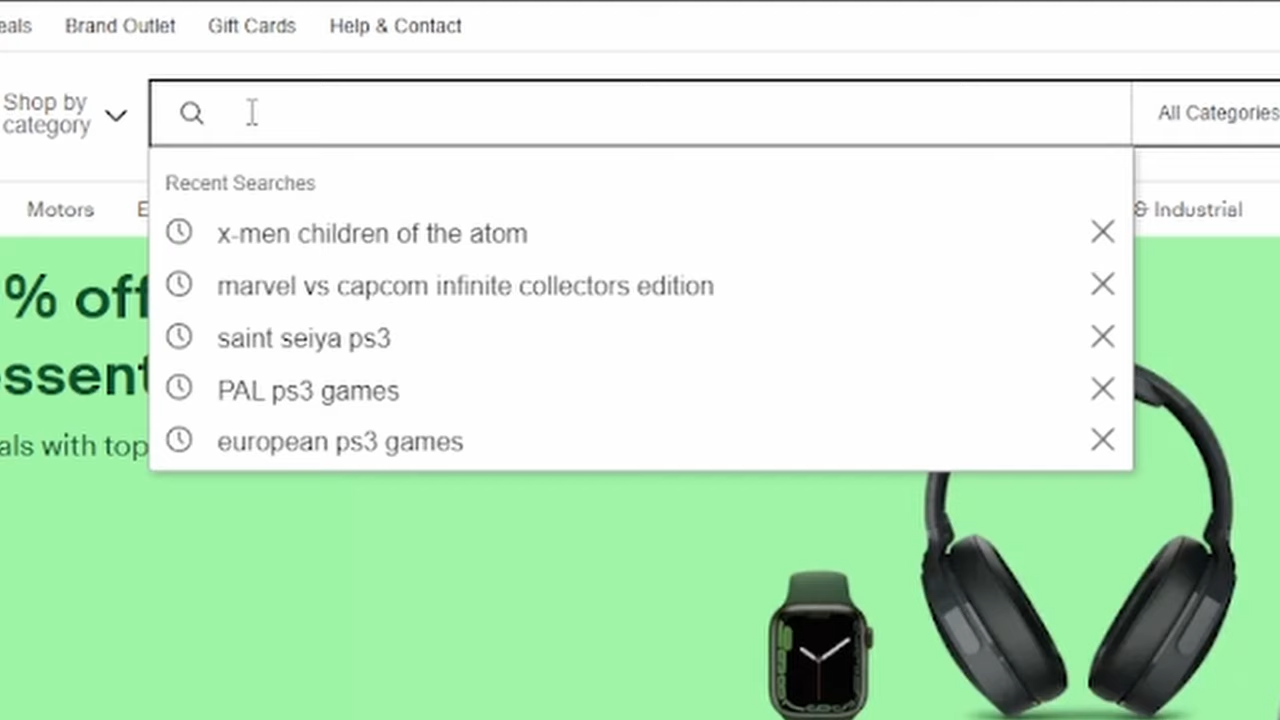 eals Brand Outlet Gift Cards Help & Contact
Shop by
category
All Categories
Recent Searches
Motors E & Industrial
x-men children of the atom
% off
marvel vs capcom infinite collectors edition
saint seiya ps3
essent
PAL ps3 games
als with top
european ps3 games